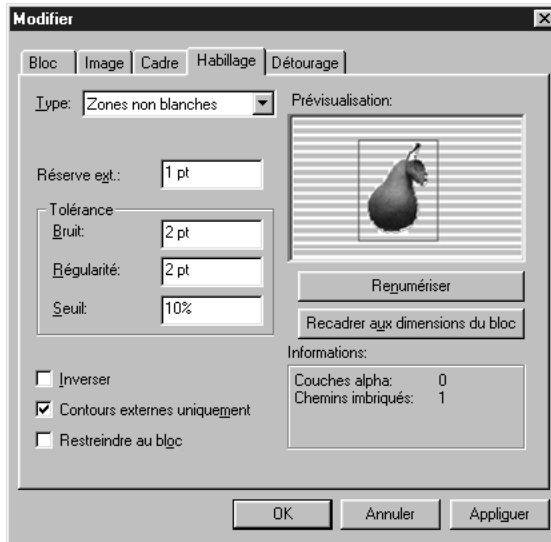 Modifier
Bloc Image Cadre Habillage Détourage
Type: Zones non blanches
Prévisualisation:
Réserve ext.: 1 pt
Tolérance
Bruit: 2 pt
Régularité: 2 pt
Seuil: 10%
Renumériser
Recadrer aux dimensions du bloc
Informations:
Couches alpha: 0
Chemins imbriqués: 1
Inverser
Contours externes uniquement
Restreindre au bloc
OK Annuler Appliquer